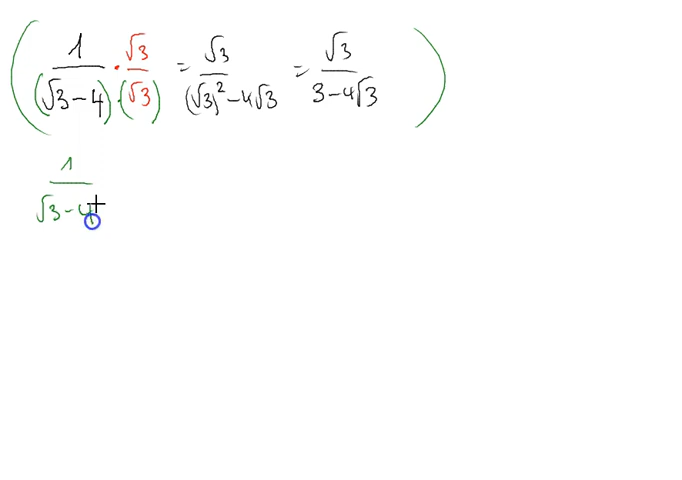 ( 1/(√3 − 4) · √3/(√3) = √3/((√3)² − 4√3) = √3/(3 − 4√3) )
1/(√3 − 4)